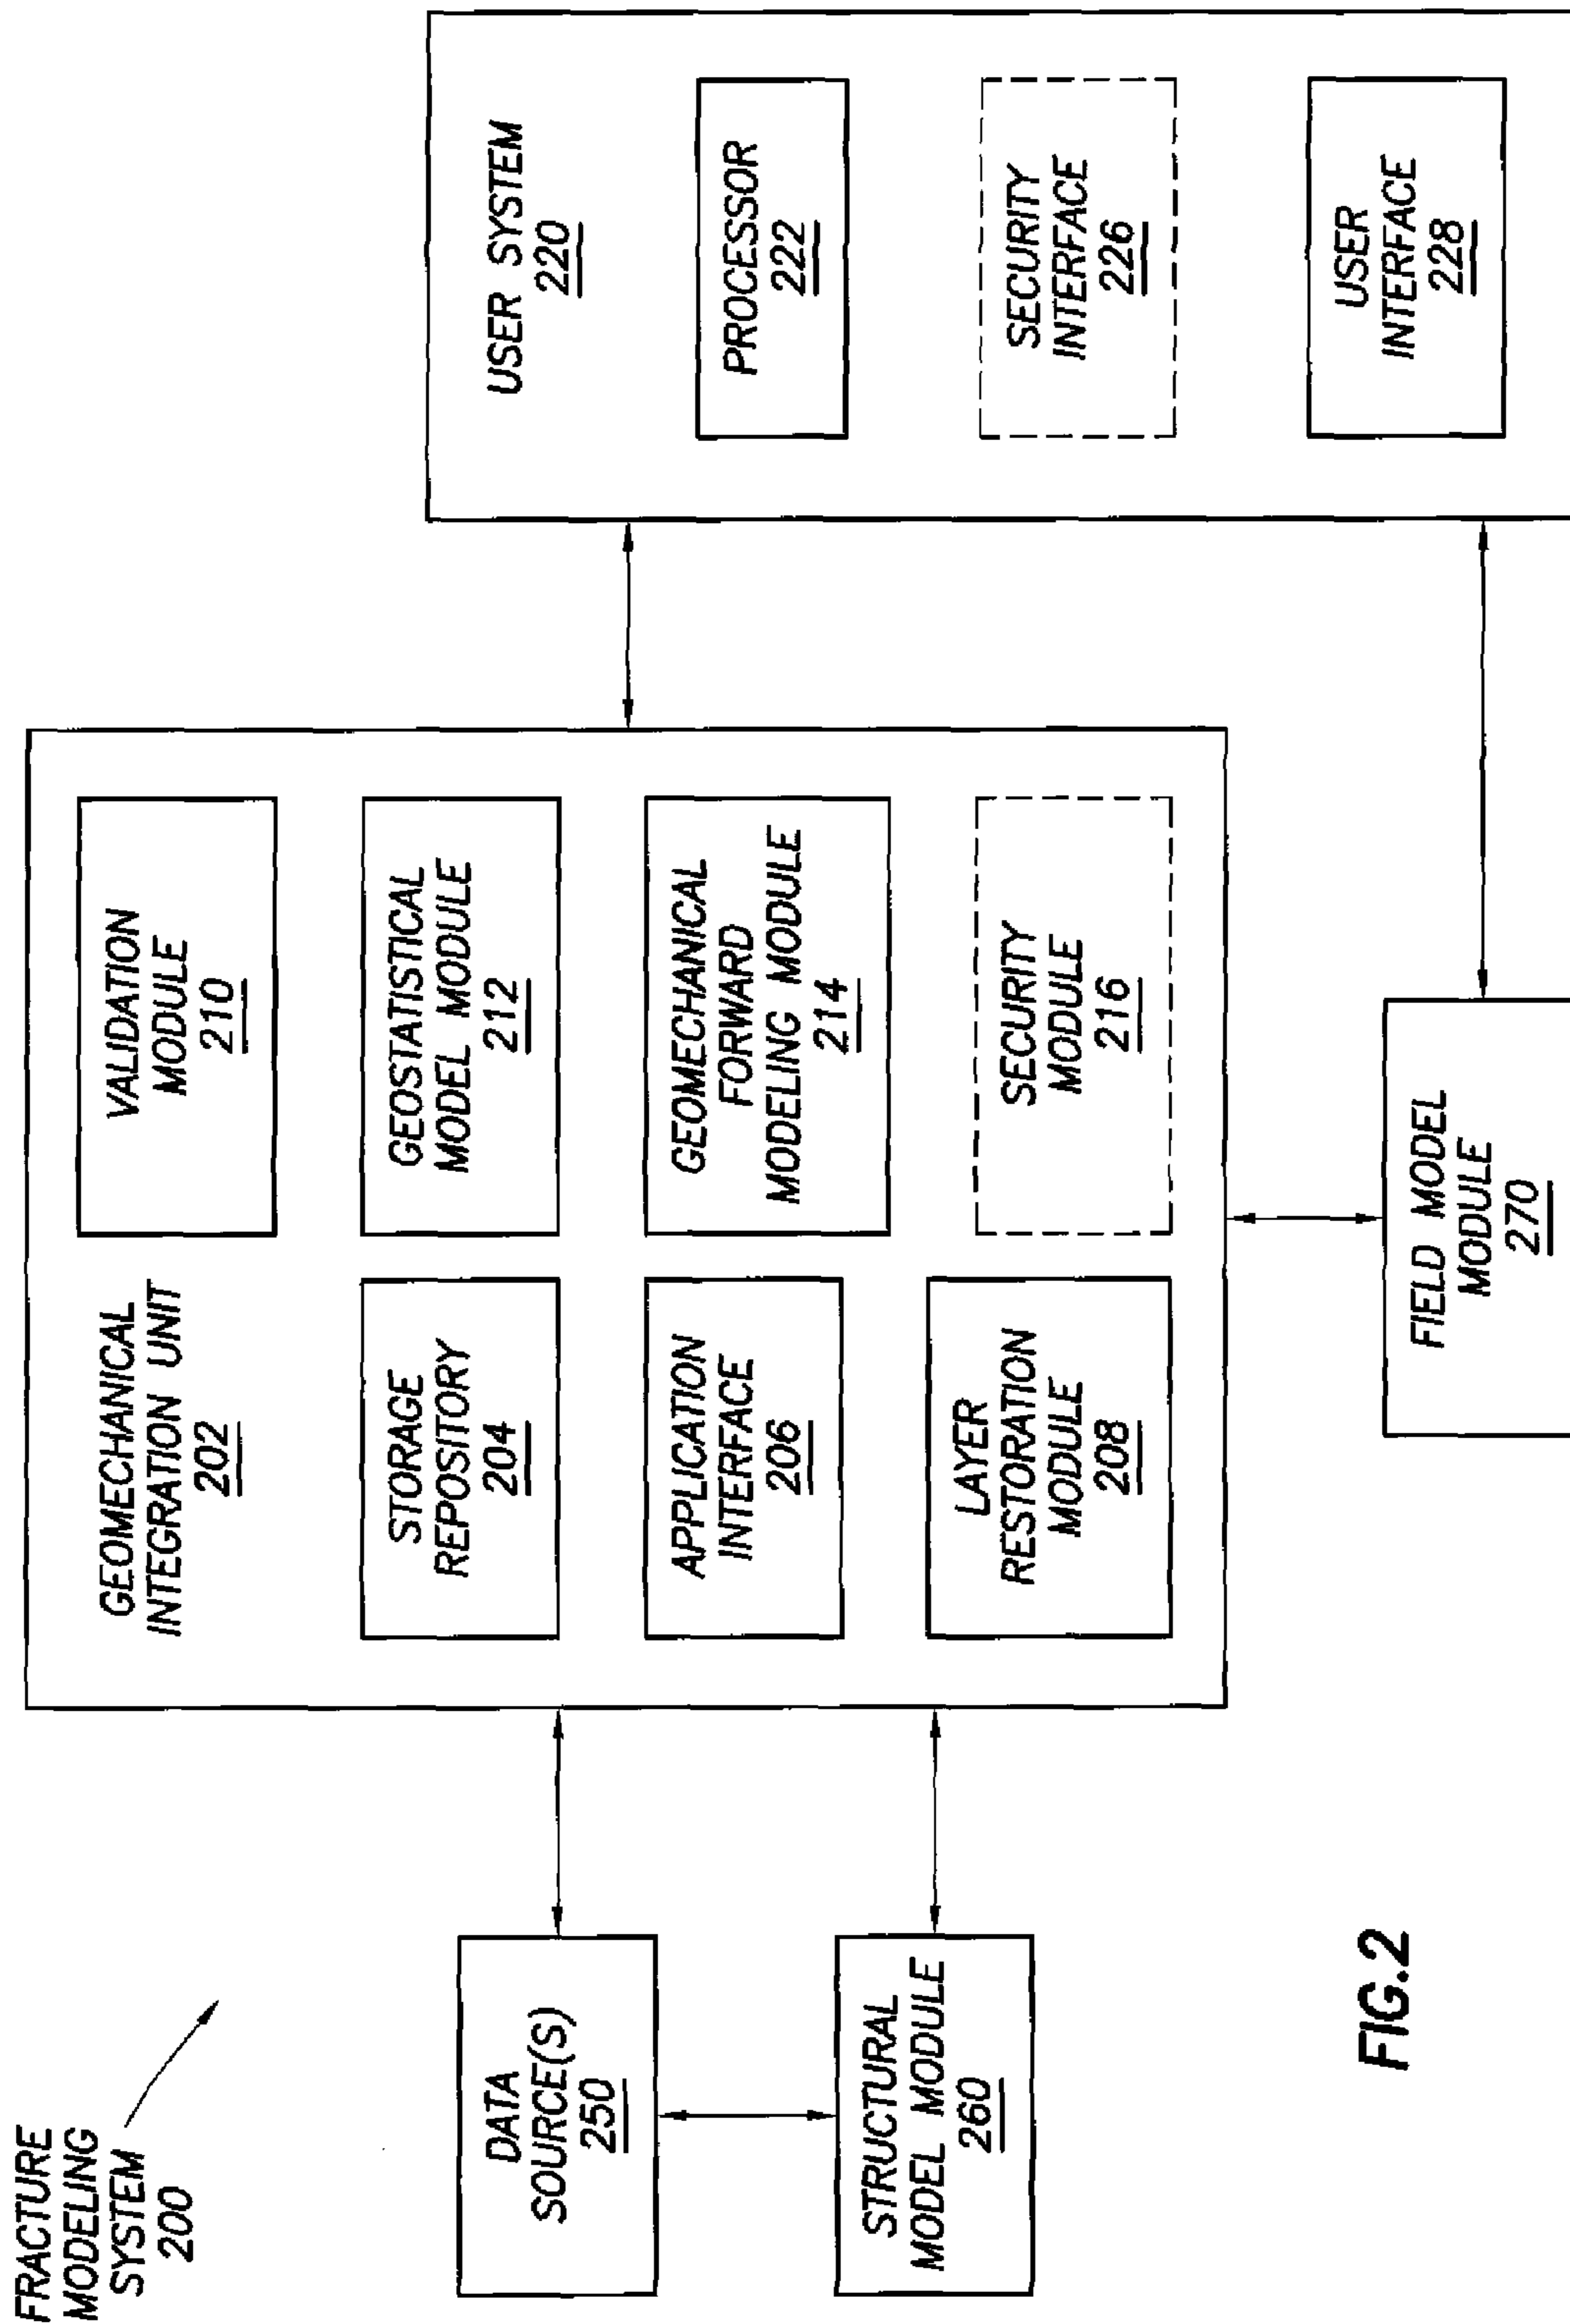 FRACTURE
MODELING
SYSTEM
200
DATA
SOURCE(S)
250
STRUCTURAL
MODEL MODULE
260
GEOMECHANICAL
INTEGRATION UNIT
202
STORAGE
REPOSITORY
204
APPLICATION
INTERFACE
206
LAYER
RESTORATION
MODULE
208
VALIDATION
MODULE
210
GEOSTATISTICAL
MODEL MODULE
212
GEOMECHANICAL
FORWARD
MODELING MODULE
214
SECURITY
MODULE
216
FIELD MODEL
MODULE
270
USER SYSTEM
220
PROCESSOR
222
SECURITY
INTERFACE
226
USER
INTERFACE
228
FIG.2